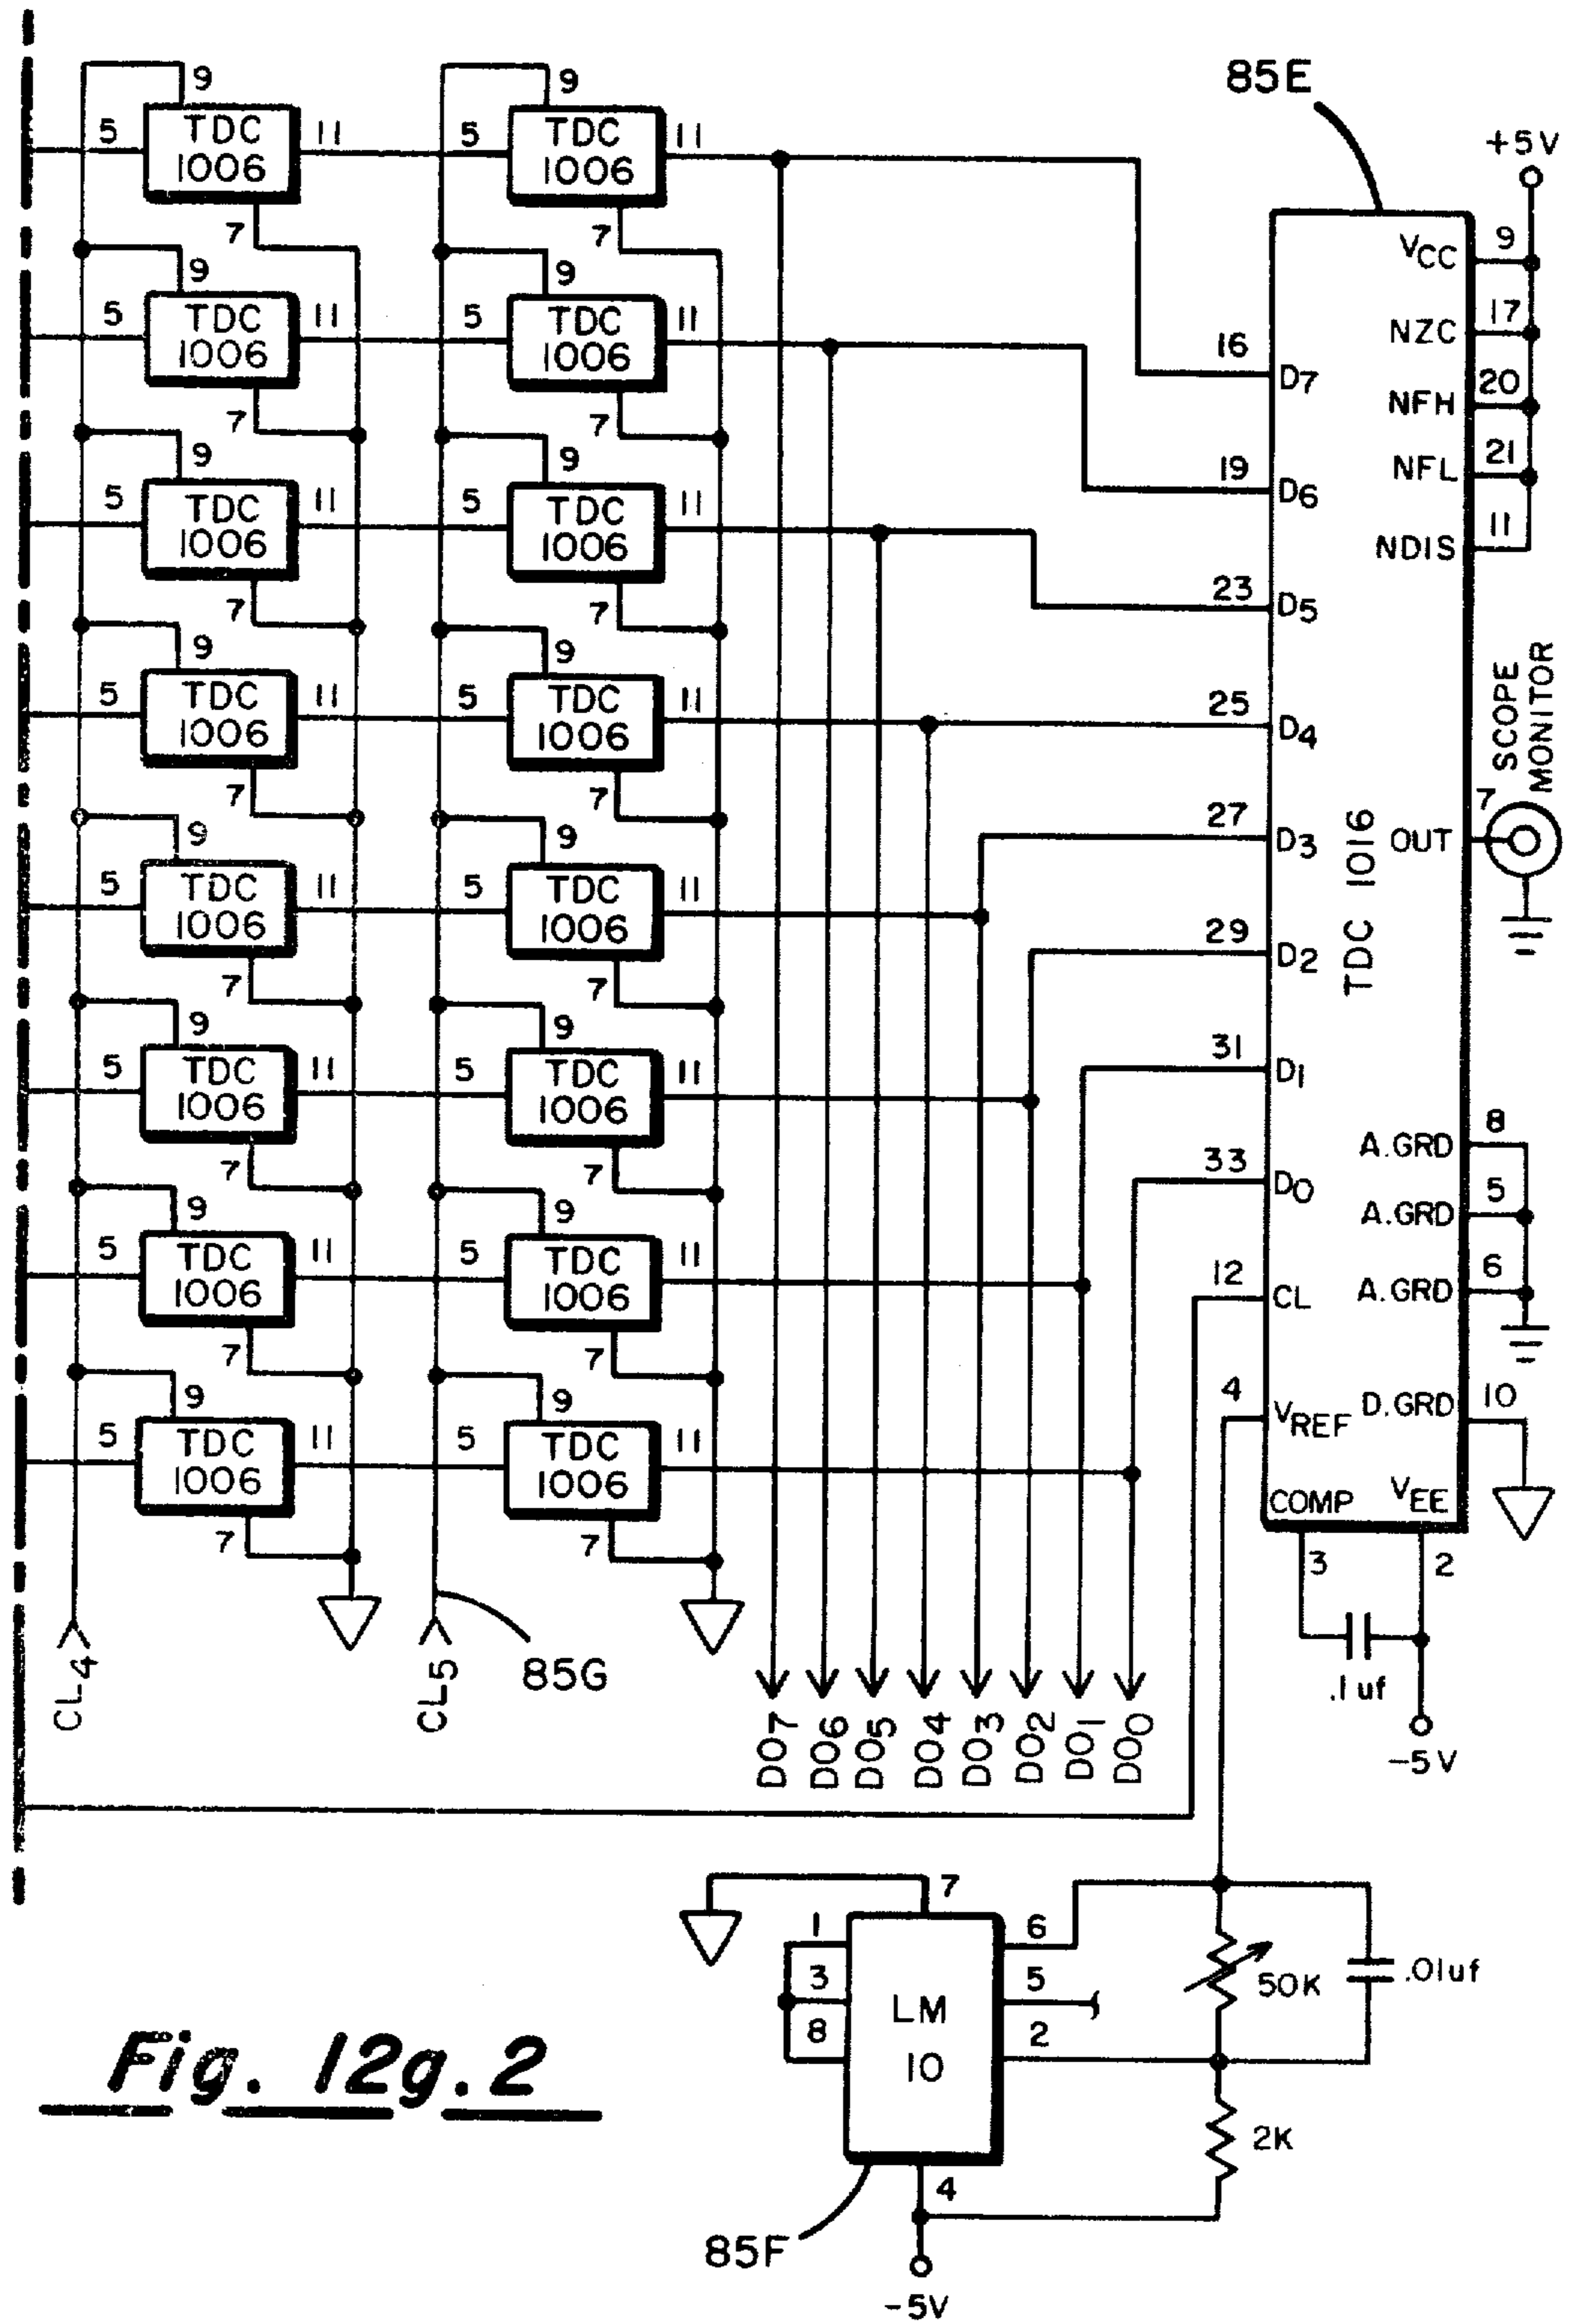 85E
+5V
9
9
5
TDC
1006
11
5
TDC
1006
11
7
7
VCC
9
NZC
17
9
9
5
TDC
1006
11
5
TDC
1006
11
7
7
16
D7
NFH
20
NFL
21
9
9
5
TDC
1006
11
5
TDC
1006
11
7
7
19
D6
NDIS
11
23
D5
9
9
5
TDC
1006
11
5
TDC
1006
11
7
7
25
D4
SCOPE
MONITOR
9
9
5
TDC
1006
11
5
TDC
1006
11
7
7
27
D3
TDC 1016
OUT
7
29
D2
9
9
5
TDC
1006
11
5
TDC
1006
11
7
7
31
D1
A.GRD
8
33
D0
A.GRD
5
9
9
5
TDC
1006
11
5
TDC
1006
11
7
7
12
CL
A.GRD
6
9
9
5
TDC
1006
11
5
TDC
1006
11
7
7
4
VREF
D.GRD
10
COMP
VEE
3
2
.1uf
-5V
CL4
CL5
85G
DO7
DO6
DO5
DO4
DO3
DO2
DO1
DO0
7
1
3
8
LM
10
6
5
2
50K
.01uf
2K
4
85F
-5V
Fig. 12g.2